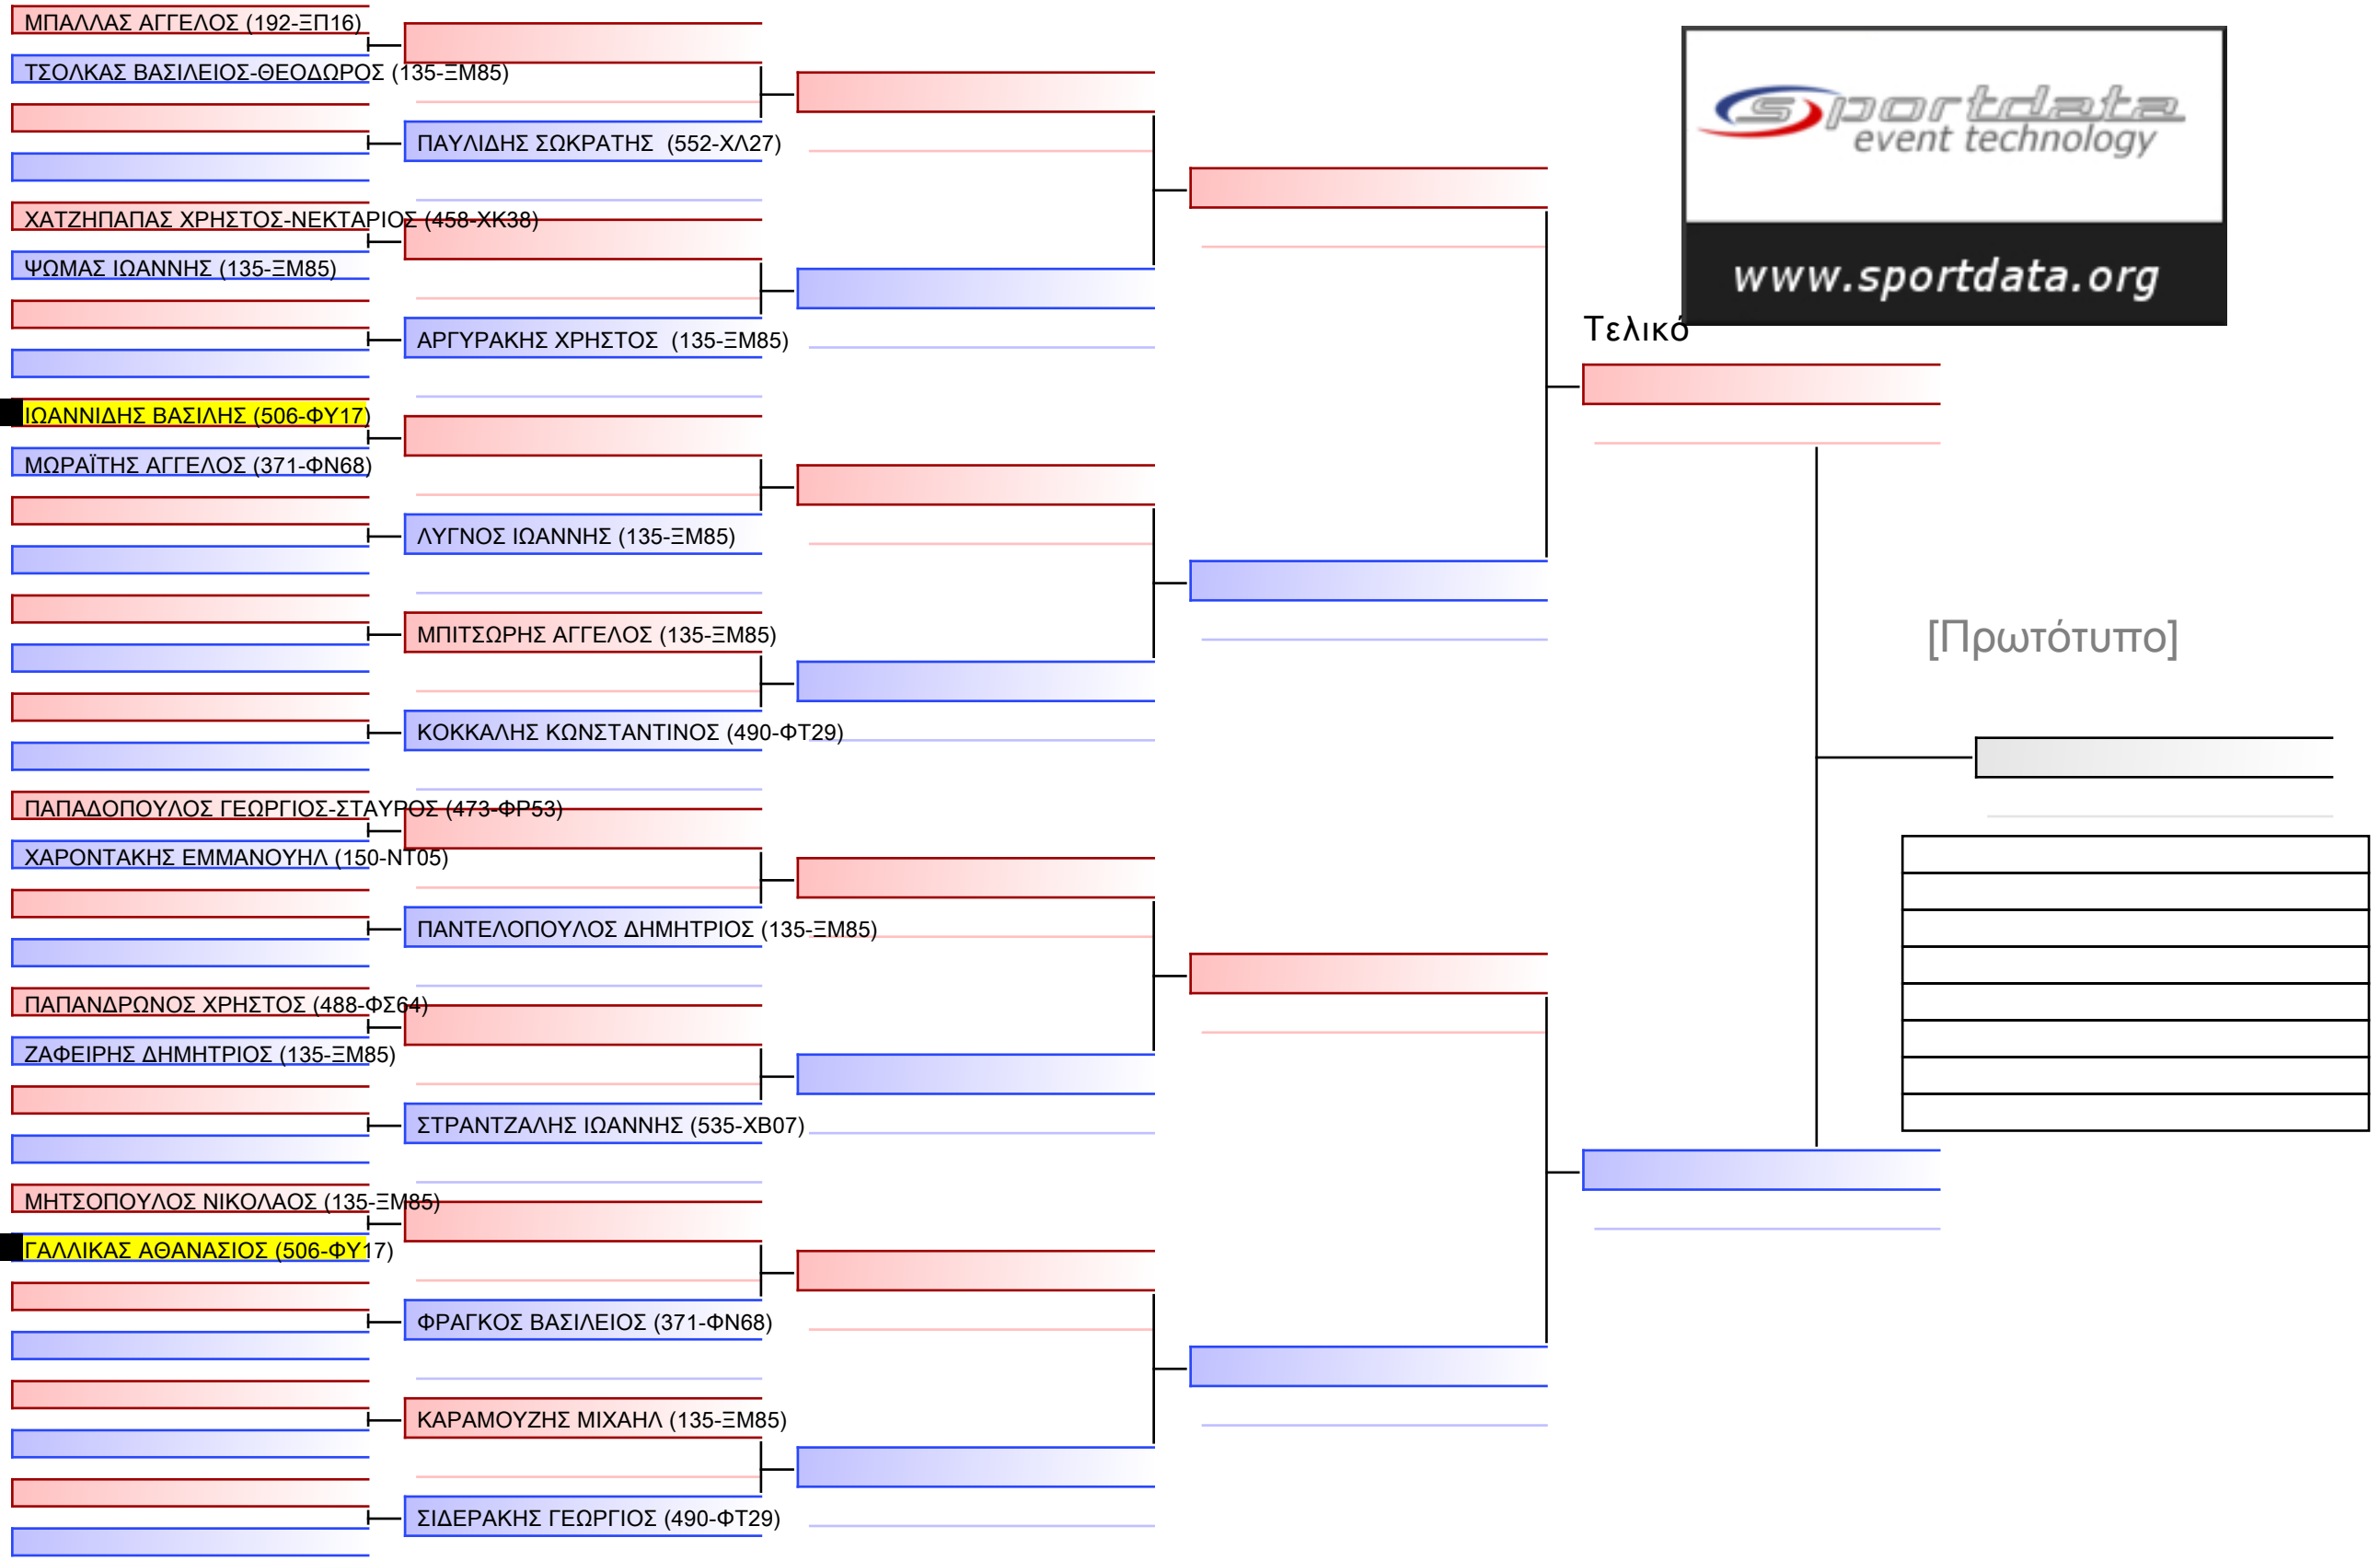 ΜΠΑΛΛΑΣ ΑΓΓΕΛΟΣ (192-ΞΠ16)
ΤΣΟΛΚΑΣ ΒΑΣΙΛΕΙΟΣ-ΘΕΟΔΩΡΟΣ (135-ΞΜ85)
ΠΑΥΛΙΔΗΣ ΣΩΚΡΑΤΗΣ (552-ΧΛ27)
ΧΑΤΖΗΠΑΠΑΣ ΧΡΗΣΤΟΣ-ΝΕΚΤΑΡΙΟΣ (458-ΧΚ38)
ΨΩΜΑΣ ΙΩΑΝΝΗΣ (135-ΞΜ85)
ΑΡΓΥΡΑΚΗΣ ΧΡΗΣΤΟΣ (135-ΞΜ85)
ΙΩΑΝΝΙΔΗΣ ΒΑΣΙΛΗΣ (506-ΦΥ17)
ΜΩΡΑΪΤΗΣ ΑΓΓΕΛΟΣ (371-ΦΝ68)
ΛΥΓΝΟΣ ΙΩΑΝΝΗΣ (135-ΞΜ85)
ΜΠΙΤΣΩΡΗΣ ΑΓΓΕΛΟΣ (135-ΞΜ85)
ΚΟΚΚΑΛΗΣ ΚΩΝΣΤΑΝΤΙΝΟΣ (490-ΦΤ29)
ΠΑΠΑΔΟΠΟΥΛΟΣ ΓΕΩΡΓΙΟΣ-ΣΤΑΥΡΟΣ (473-ΦΡ53)
ΧΑΡΟΝΤΑΚΗΣ ΕΜΜΑΝΟΥΗΛ (150-ΝΤ05)
ΠΑΝΤΕΛΟΠΟΥΛΟΣ ΔΗΜΗΤΡΙΟΣ (135-ΞΜ85)
ΠΑΠΑΝΔΡΩΝΟΣ ΧΡΗΣΤΟΣ (488-ΦΣ64)
ΖΑΦΕΙΡΗΣ ΔΗΜΗΤΡΙΟΣ (135-ΞΜ85)
ΣΤΡΑΝΤΖΑΛΗΣ ΙΩΑΝΝΗΣ (535-ΧΒ07)
ΜΗΤΣΟΠΟΥΛΟΣ ΝΙΚΟΛΑΟΣ (135-ΞΜ85)
ΓΑΛΛΙΚΑΣ ΑΘΑΝΑΣΙΟΣ (506-ΦΥ17)
ΦΡΑΓΚΟΣ ΒΑΣΙΛΕΙΟΣ (371-ΦΝ68)
ΚΑΡΑΜΟΥΖΗΣ ΜΙΧΑΗΛ (135-ΞΜ85)
ΣΙΔΕΡΑΚΗΣ ΓΕΩΡΓΙΟΣ (490-ΦΤ29)
sportdata
event technology
www.sportdata.org
Τελικό
[Πρωτότυπο]